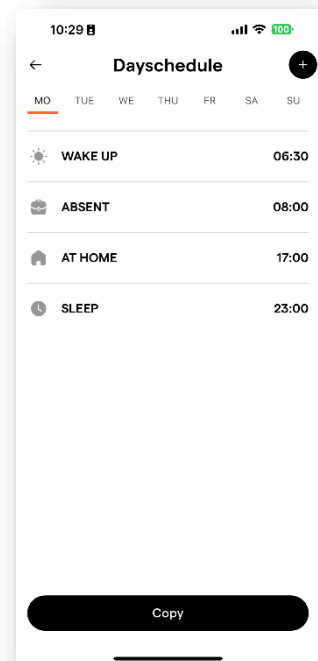 10:29 100
Dayschedule
MO TUE WE THU FR SA SU
WAKE UP 06:30
ABSENT 08:00
AT HOME 17:00
SLEEP 23:00
Copy